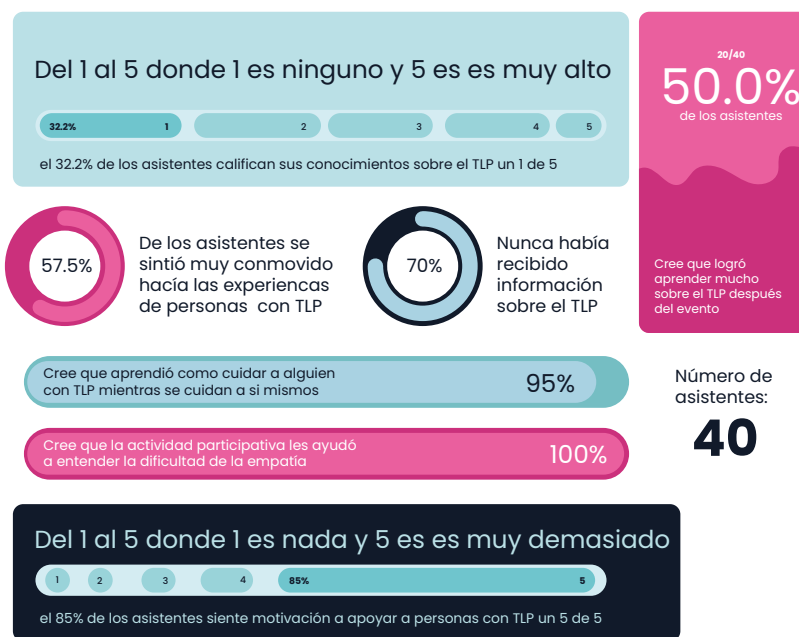 Del 1 al 5 donde 1 es ninguno y 5 es es muy alto
32.2% 1 2 3 4 5
el 32.2% de los asistentes califican sus conocimientos sobre el TLP un 1 de 5
20/40
50.0%
de los asistentes
Cree que logró
aprender mucho
sobre el TLP después
del evento
57.5%
De los asistentes se
sintió muy conmovido
hacía las experiencas
de personas con TLP
70%
Nunca había
recibido
información
sobre el TLP
Cree que aprendió como cuidar a alguien
con TLP mientras se cuidan a si mismos
95%
Número de
asistentes:
40
Cree que la actividad participativa les ayudó
a entender la dificultad de la empatía
100%
Del 1 al 5 donde 1 es nada y 5 es es muy demasiado
1 2 3 4 85% 5
el 85% de los asistentes siente motivación a apoyar a personas con TLP un 5 de 5